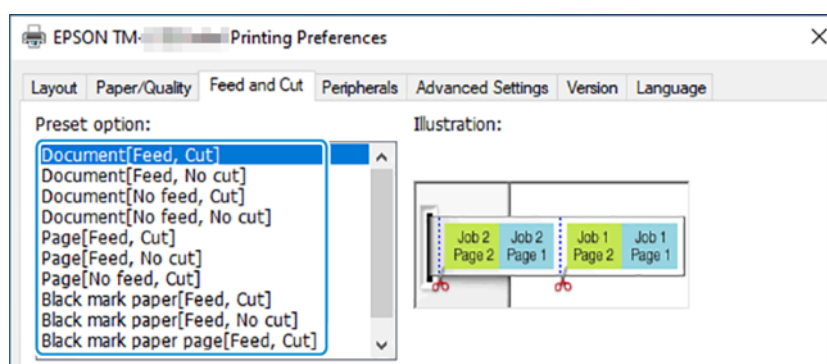 EPSON TM- Printing Preferences
Layout Paper/Quality Feed and Cut Peripherals Advanced Settings Version Language
Preset option:
Document[Feed, Cut]
Document[Feed, No cut]
Document[No feed, Cut]
Document[No feed, No cut]
Page[Feed, Cut]
Page[Feed, No cut]
Page[No feed, Cut]
Black mark paper[Feed, Cut]
Black mark paper[Feed, No cut]
Black mark paper page[Feed, Cut]
Illustration:
Job 2 Job 2 Job 1 Job 1
Page 2 Page 1 Page 2 Page 1